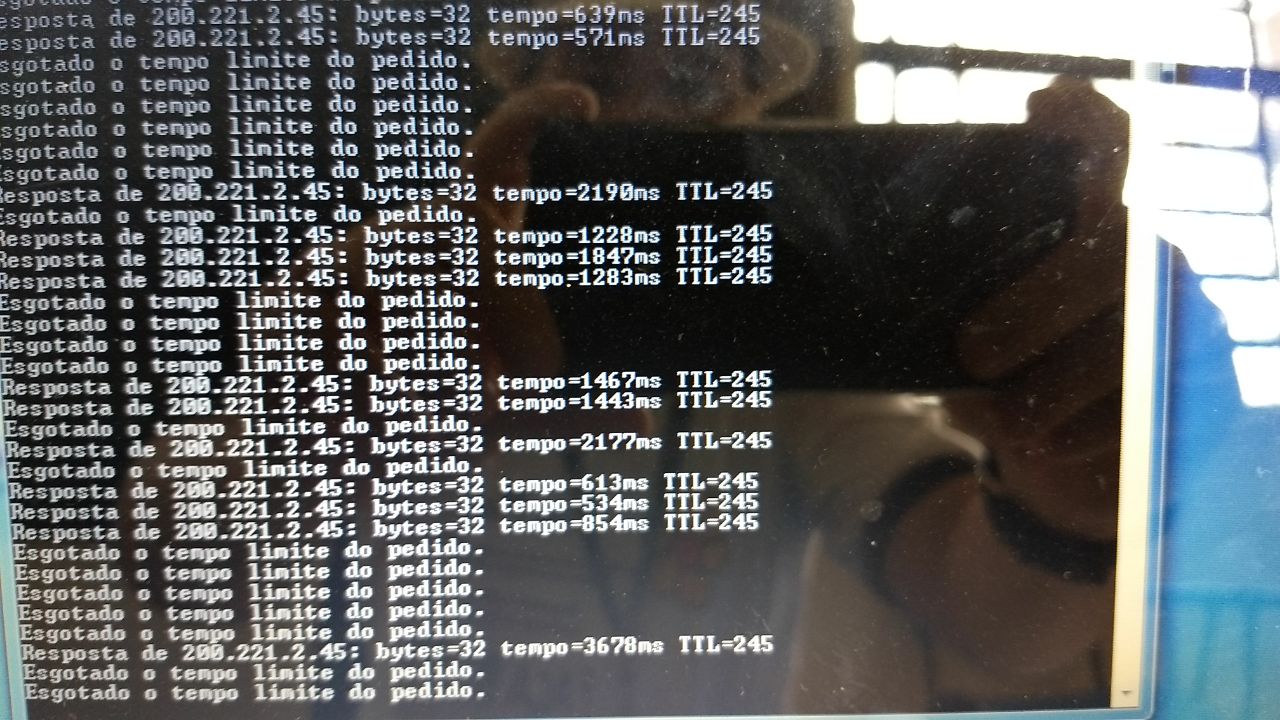 esposta de 200.221.2.45: bytes=32 tempo=639ms TTL=245
esposta de 200.221.2.45: bytes=32 tempo=571ms TTL=245
sgotado o tempo limite do pedido.
sgotado o tempo limite do pedido.
sgotado o tempo limite do pedido.
sgotado o tempo limite do pedido.
sgotado o tempo limite do pedido.
Esgotado o tempo limite do pedido.
Resposta de 200.221.2.45: bytes=32 tempo=2190ms TTL=245
Esgotado o tempo limite do pedido.
Resposta de 200.221.2.45: bytes=32 tempo=1228ms TTL=245
Resposta de 200.221.2.45: bytes=32 tempo=1847ms TTL=245
Resposta de 200.221.2.45: bytes=32 tempo=1283ms TTL=245
Esgotado o tempo limite do pedido.
Esgotado o tempo limite do pedido.
Esgotado o tempo limite do pedido.
Esgotado o tempo limite do pedido.
Resposta de 200.221.2.45: bytes=32 tempo=1467ms TTL=245
Resposta de 200.221.2.45: bytes=32 tempo=1443ms TTL=245
Esgotado o tempo limite do pedido.
Resposta de 200.221.2.45: bytes=32 tempo=2177ms TTL=245
Esgotado o tempo limite do pedido.
Resposta de 200.221.2.45: bytes=32 tempo=613ms TTL=245
Resposta de 200.221.2.45: bytes=32 tempo=534ms TTL=245
Resposta de 200.221.2.45: bytes=32 tempo=854ms TTL=245
Esgotado o tempo limite do pedido.
Esgotado o tempo limite do pedido.
Esgotado o tempo limite do pedido.
Esgotado o tempo limite do pedido.
Esgotado o tempo limite do pedido.
Resposta de 200.221.2.45: bytes=32 tempo=3678ms TTL=245
Esgotado o tempo limite do pedido.
Esgotado o tempo limite do pedido.